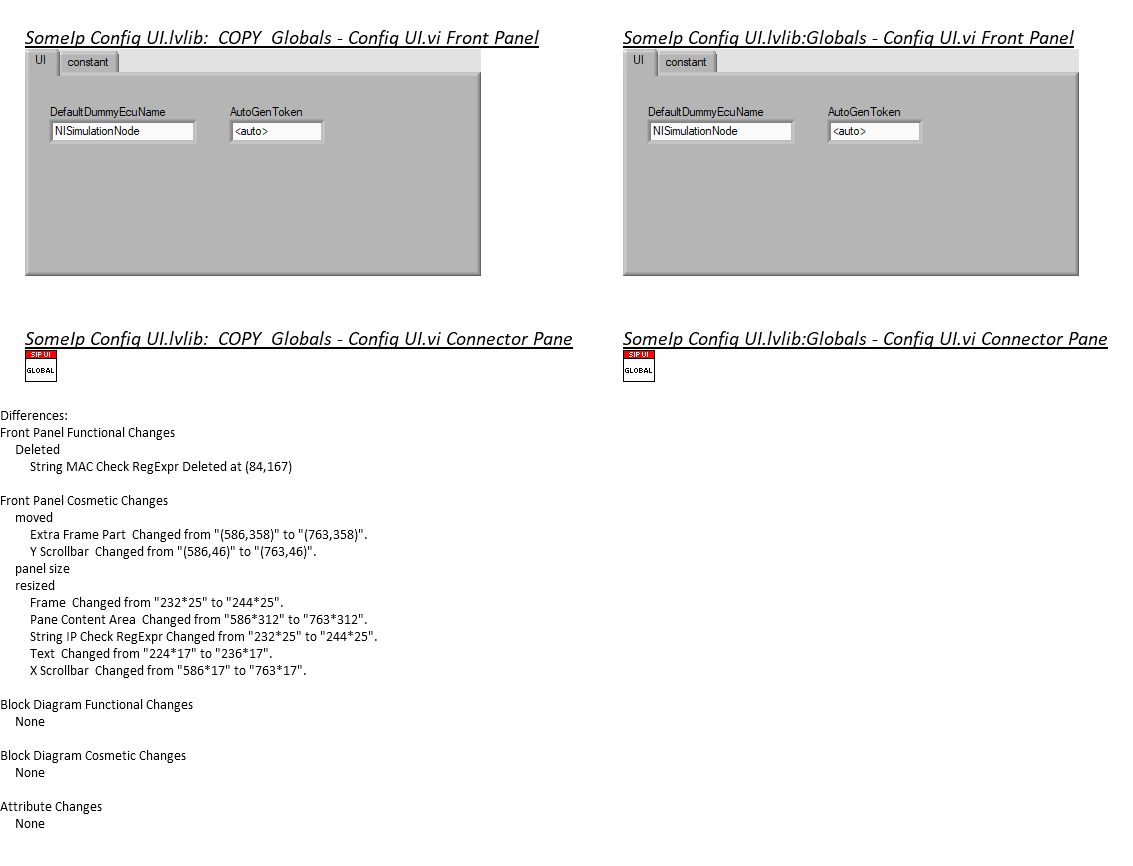 SomeIp Config UI.lvlib:_COPY_Globals - Config UI.vi Front Panel
UI
constant
DefaultDummyEcuName
AutoGenToken
NISimulationNode
<auto>
SomeIp Config UI.lvlib:Globals - Config UI.vi Front Panel
UI
constant
DefaultDummyEcuName
AutoGenToken
NISimulationNode
<auto>
SomeIp Config UI.lvlib:_COPY_Globals - Config UI.vi Connector Pane
SIP UI
GLOBAL
SomeIp Config UI.lvlib:Globals - Config UI.vi Connector Pane
SIP UI
GLOBAL
Differences:
Front Panel Functional Changes
Deleted
String MAC Check RegExpr Deleted at (84,167)
Front Panel Cosmetic Changes
moved
Extra Frame Part  Changed from "(586,358)" to "(763,358)".
Y Scrollbar  Changed from "(586,46)" to "(763,46)".
panel size
resized
Frame  Changed from "232*25" to "244*25".
Pane Content Area  Changed from "586*312" to "763*312".
String IP Check RegExpr Changed from "232*25" to "244*25".
Text  Changed from "224*17" to "236*17".
X Scrollbar  Changed from "586*17" to "763*17".
Block Diagram Functional Changes
None
Block Diagram Cosmetic Changes
None
Attribute Changes
None